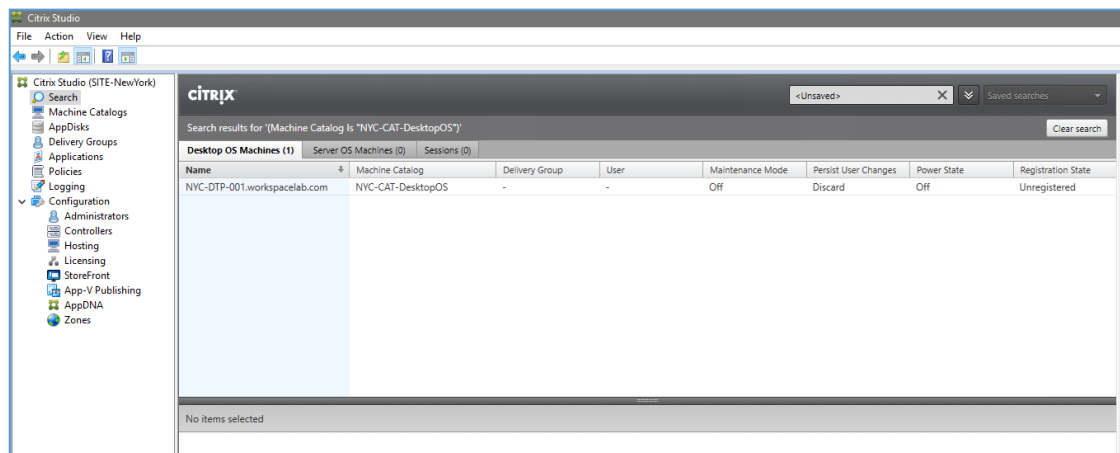 Citrix Studio
File Action View Help
Citrix Studio (SITE-NewYork)
Search
Machine Catalogs
AppDisks
Delivery Groups
Applications
Policies
Logging
Configuration
Administrators
Controllers
Hosting
Licensing
StoreFront
App-V Publishing
AppDNA
Zones
CITRIX
<Unsaved>
Saved searches
Search results for '(Machine Catalog Is "NYC-CAT-DesktopOS")'
Clear search
Desktop OS Machines (1) Server OS Machines (0) Sessions (0)
Name Machine Catalog Delivery Group User Maintenance Mode Persist User Changes Power State Registration State
NYC-DTP-001.workspacelab.com NYC-CAT-DesktopOS - - Off Discard Off Unregistered
No items selected